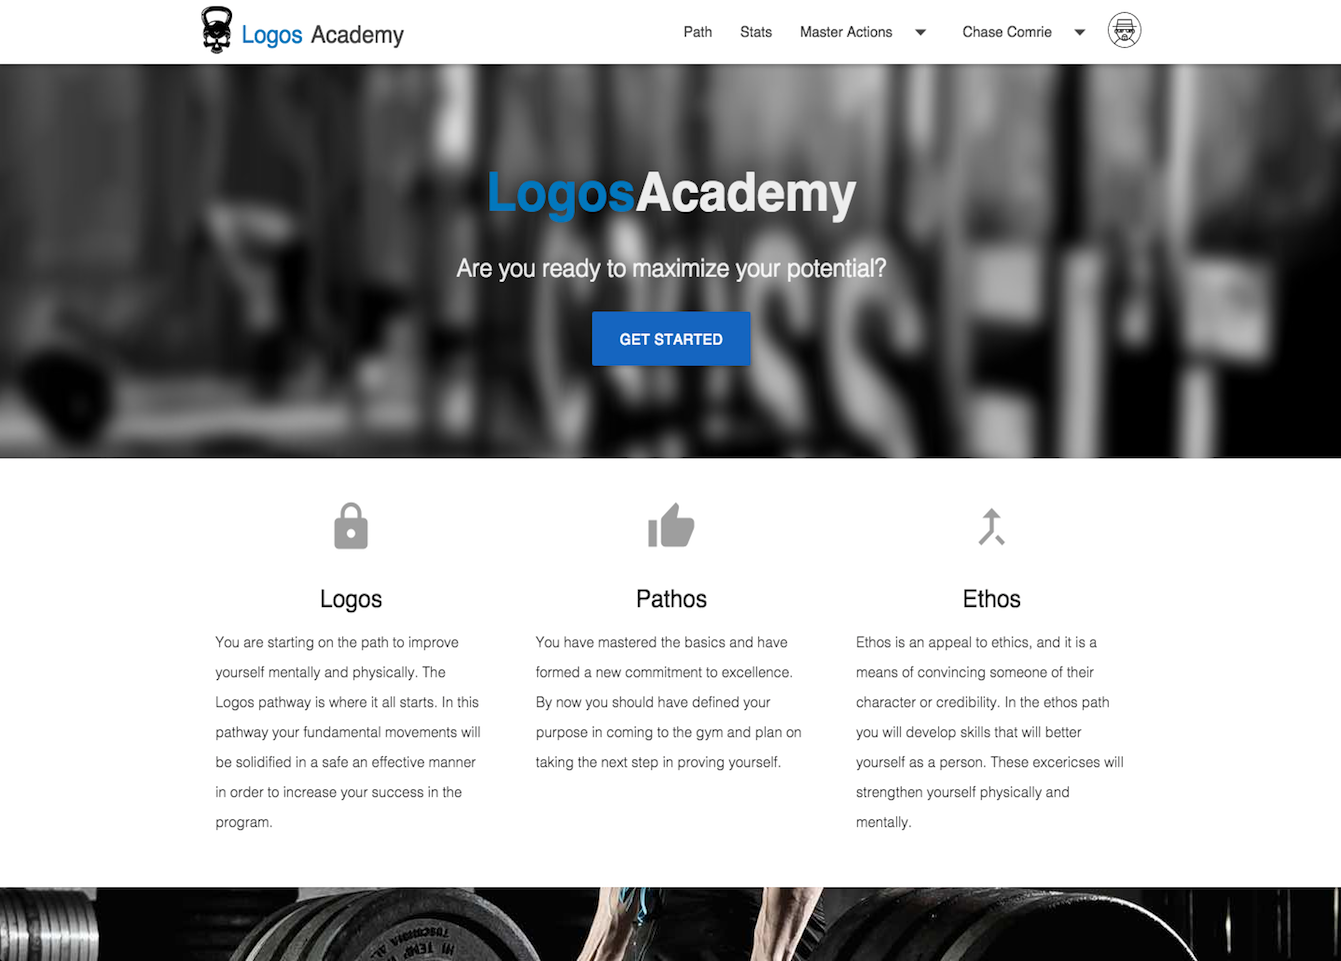 Logos Academy
Path Stats Master Actions Chase Comrie
LogosAcademy
Are you ready to maximize your potential?
GET STARTED
Logos
You are starting on the path to improve
yourself mentally and physically. The
Logos pathway is where it all starts. In this
pathway your fundamental movements will
be solidified in a safe an effective manner
in order to increase your success in the
program.
Pathos
You have mastered the basics and have
formed a new commitment to excellence.
By now you should have defined your
purpose in coming to the gym and plan on
taking the next step in proving yourself.
Ethos
Ethos is an appeal to ethics, and it is a
means of convincing someone of their
character or credibility. In the ethos path
you will develop skills that will better
yourself as a person. These excericses will
strengthen yourself physically and
mentally.
HI TEMP